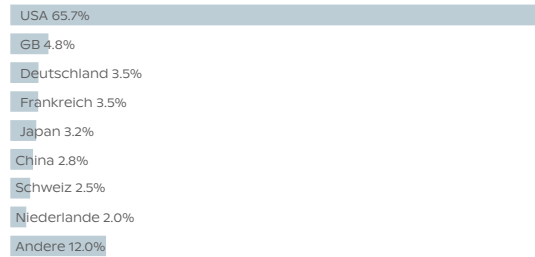 USA 65.7%
GB 4.8%
Deutschland 3.5%
Frankreich 3.5%
Japan 3.2%
China 2.8%
Schweiz 2.5%
Niederlande 2.0%
Andere 12.0%